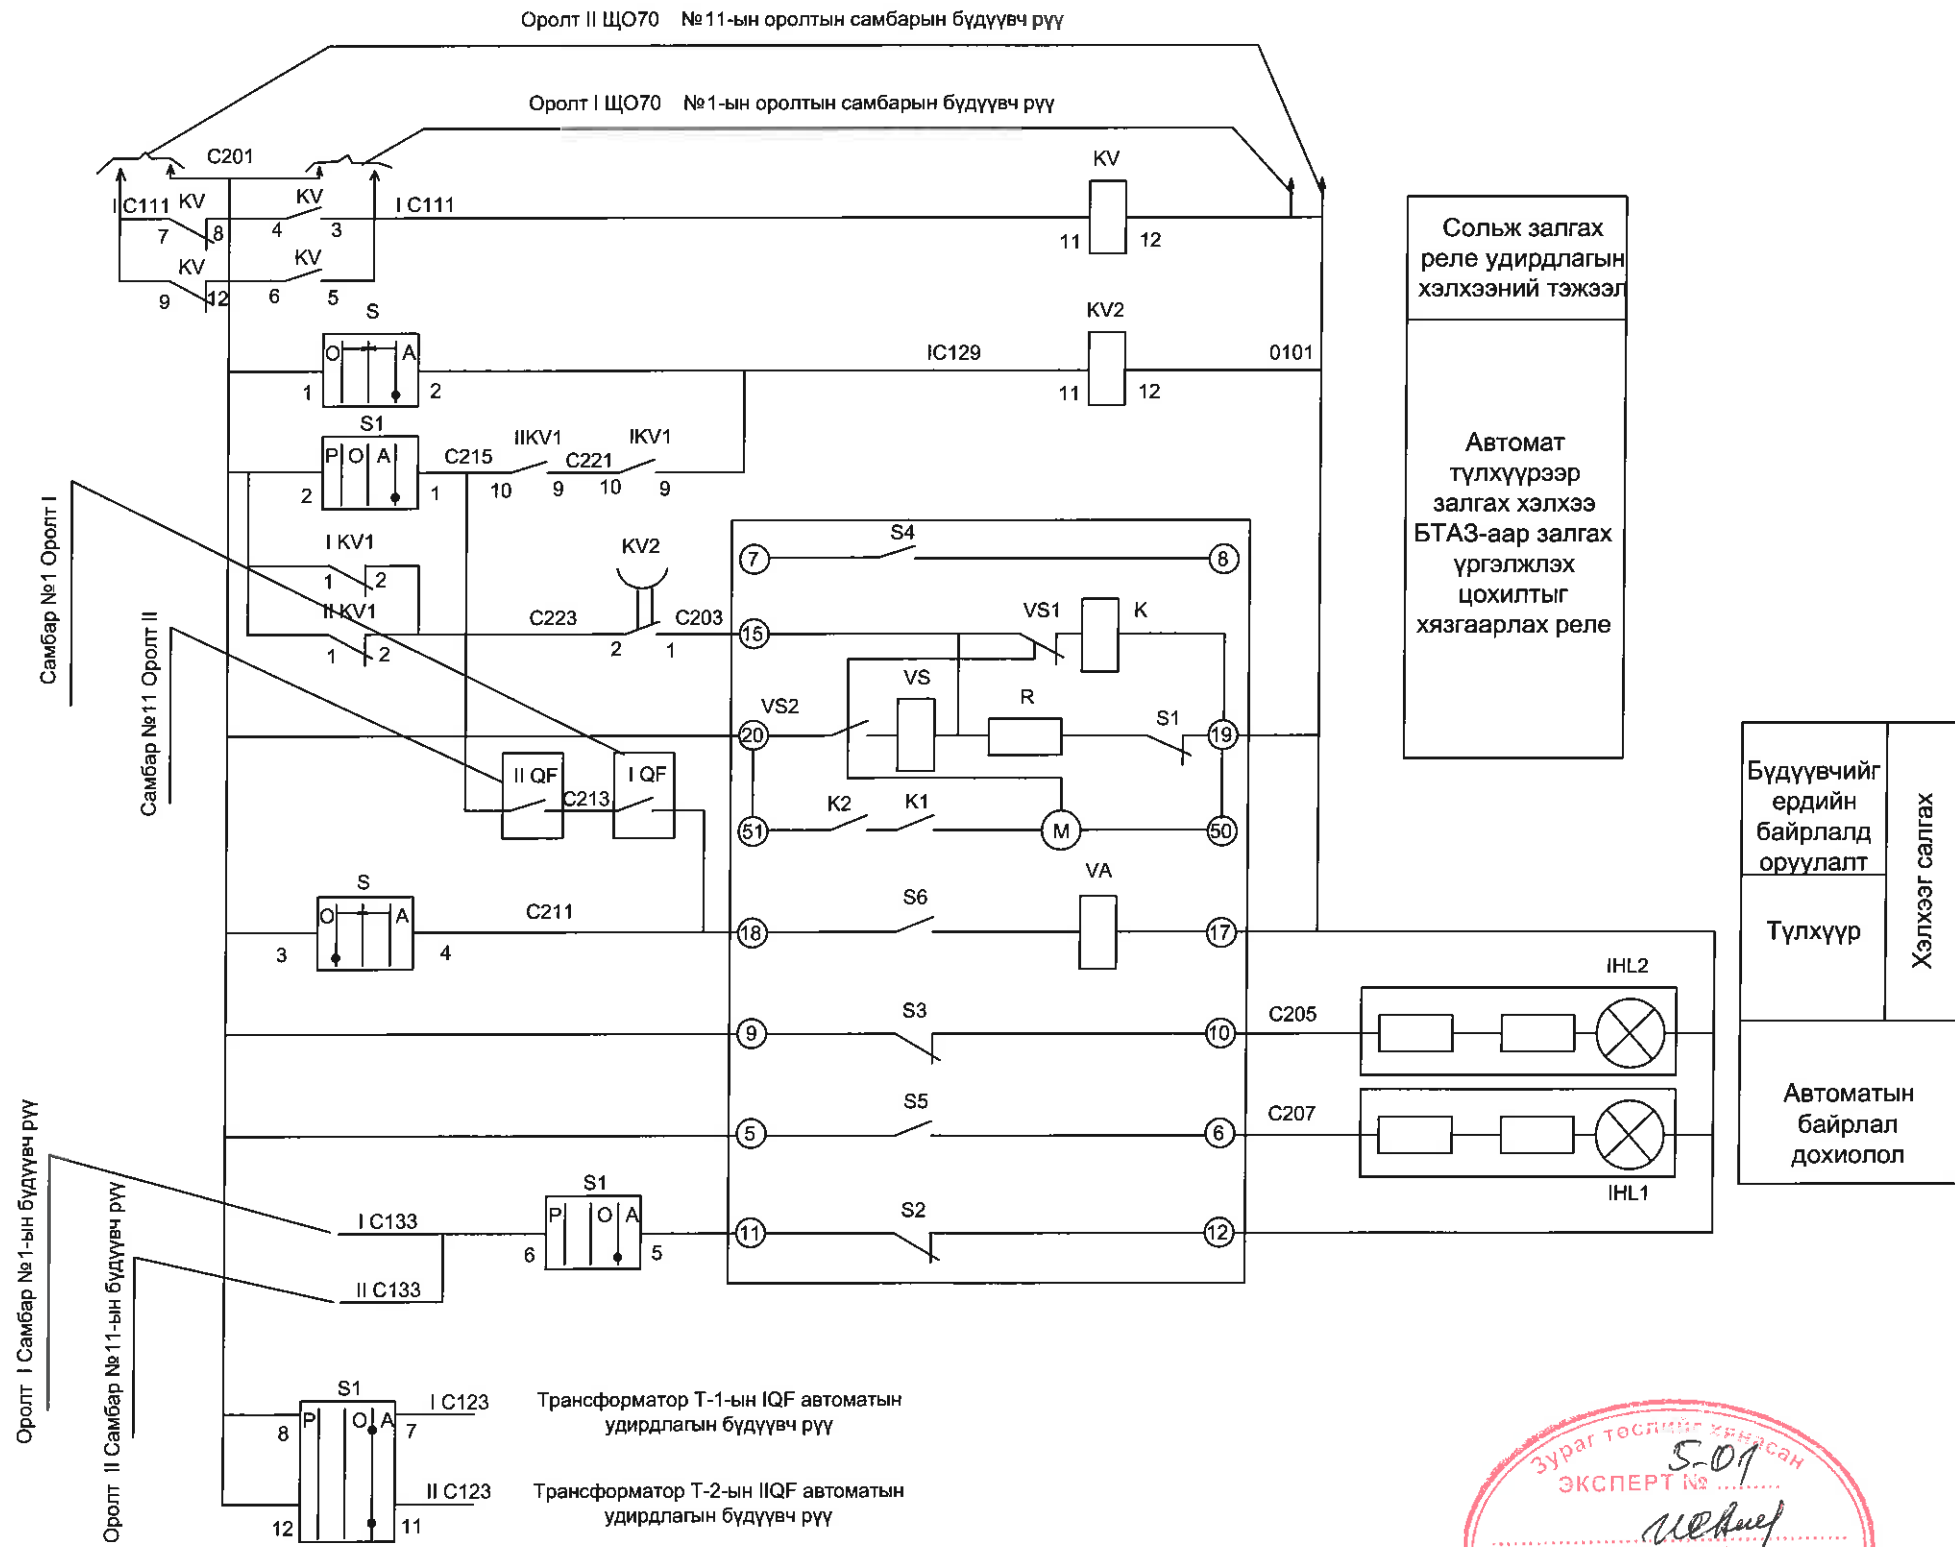 Оролт II ЩО70 №11-ын оролтын самбарын бүдүүвч рүү
Оролт I ЩО70 №1-ын оролтын самбарын бүдүүвч рүү
C201
KV
I C111 KV
KV
I C111
7 8 4 3
11 12
KV
KV
9 12 6 5
S
KV2
O A
IC129
0101
1 2
11 12
S1
P O A
C215
IIKV1
C221
IKV1
2 1
10 9 10 9
Самбар №1 Оролт I
I KV1
1 2
KV2
S4
7 8
II KV1
1 2
C223
2 1
C203
15
VS1
K
Самбар №11 Оролт II
VS2
VS
R
S1
20 19
II QF
C213
I QF
K2
K1
51
M
50
VA
S
O A
C211
3 4
18
S6
17
IHL2
S3
9 10
C205
S5
5 6
C207
IHL1
Оролт I Самбар №1-ын бүдүүвч рүү
Оролт II Самбар №11-ын бүдүүвч рүү
I C133
II C133
S1
P O A
6 5
11
S2
12
S1
P O A
8 7
I C123
Трансформатор Т-1-ын IQF автоматын
удирдлагын бүдүүвч рүү
12 11
II C123
Трансформатор Т-2-ын IIQF автоматын
удирдлагын бүдүүвч рүү
Сольж залгах
реле удирдлагын
хэлхээний тэжээл
Автомат
түлхүүрээр
залгах хэлхээ
БТАЗ-аар залгах
үргэлжлэх
цохилтыг
хязгаарлах реле
Бүдүүвчийг
ердийн
байрлалд
оруулалт
Түлхүүр
Хэлхээг салгах
Автоматын
байрлал
дохиолол
Зураг төслийг хянасан
ЭКСПЕРТ №
5-01